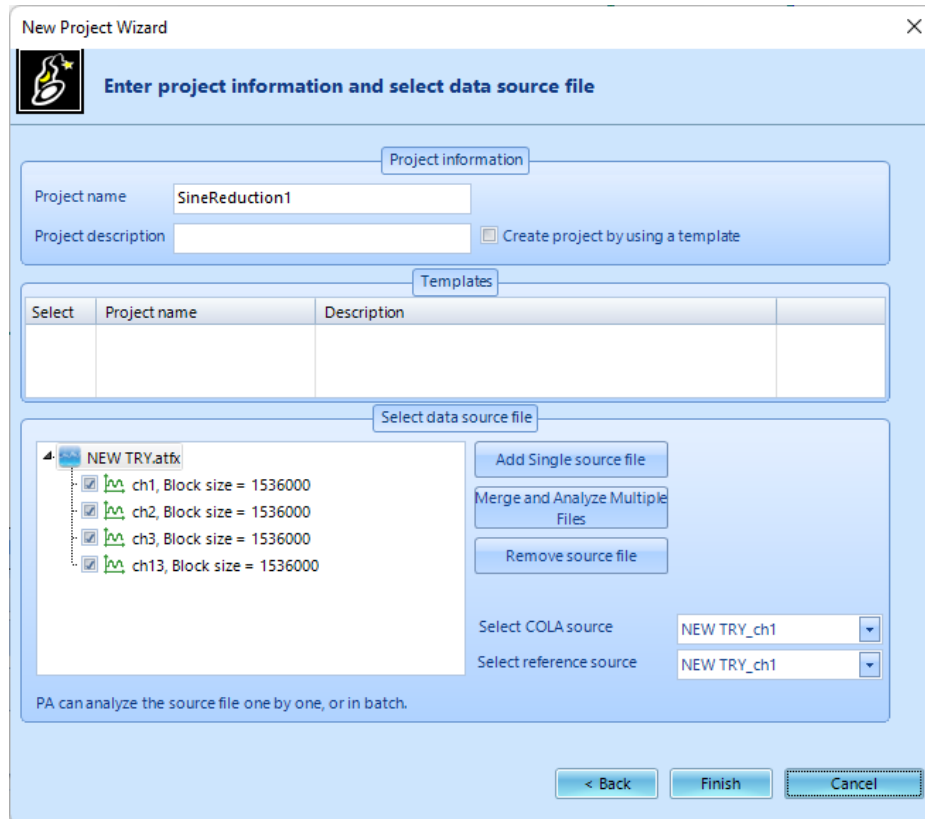 New Project Wizard
Enter project information and select data source file
Project information
Project name SineReduction1
Project description Create project by using a template
Templates
Select Project name Description
Select data source file
NEW TRY.atfx
ch1, Block size = 1536000
ch2, Block size = 1536000
ch3, Block size = 1536000
ch13, Block size = 1536000
Add Single source file
Merge and Analyze Multiple
Files
Remove source file
Select COLA source NEW TRY_ch1
Select reference source NEW TRY_ch1
PA can analyze the source file one by one, or in batch.
< Back Finish Cancel